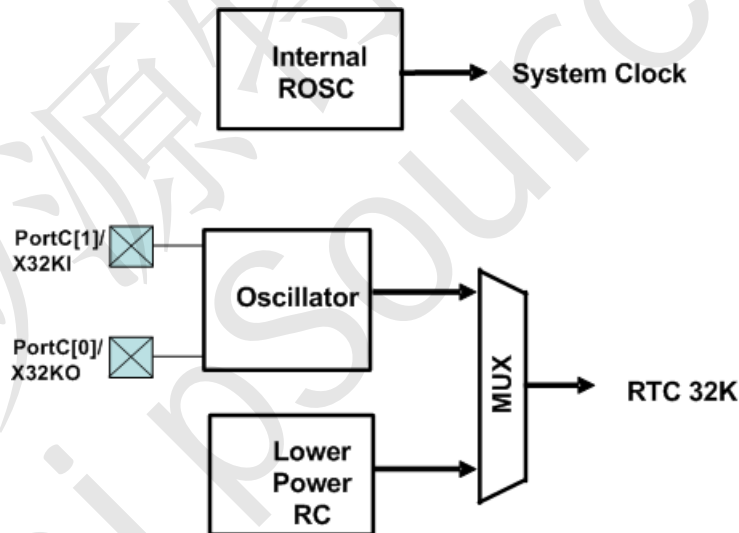 Internal
ROSC
System Clock
PortC[1]/
X32KI
Oscillator
PortC[0]/
X32KO
MUX
RTC 32K
Lower
Power
RC